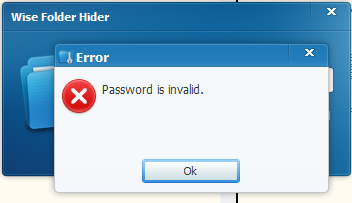 Wise Folder Hider
Error
Password is invalid.
Ok